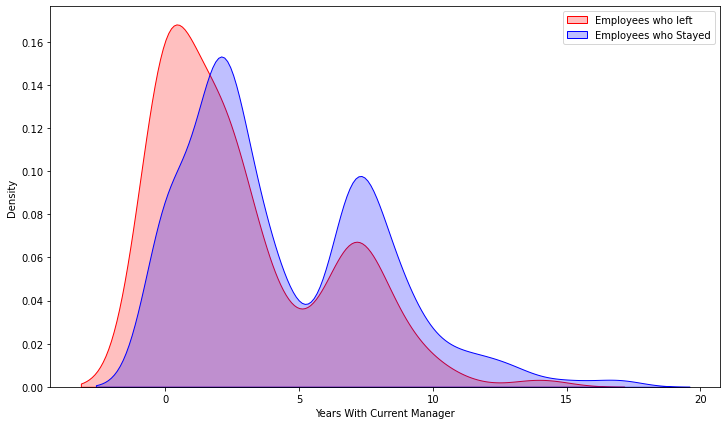 Employees who left
Employees who Stayed
0.16
0.14
0.12
0.10
0.08
0.06
0.04
0.02
0.00
Density
0 5 10 15 20
Years With Current Manager